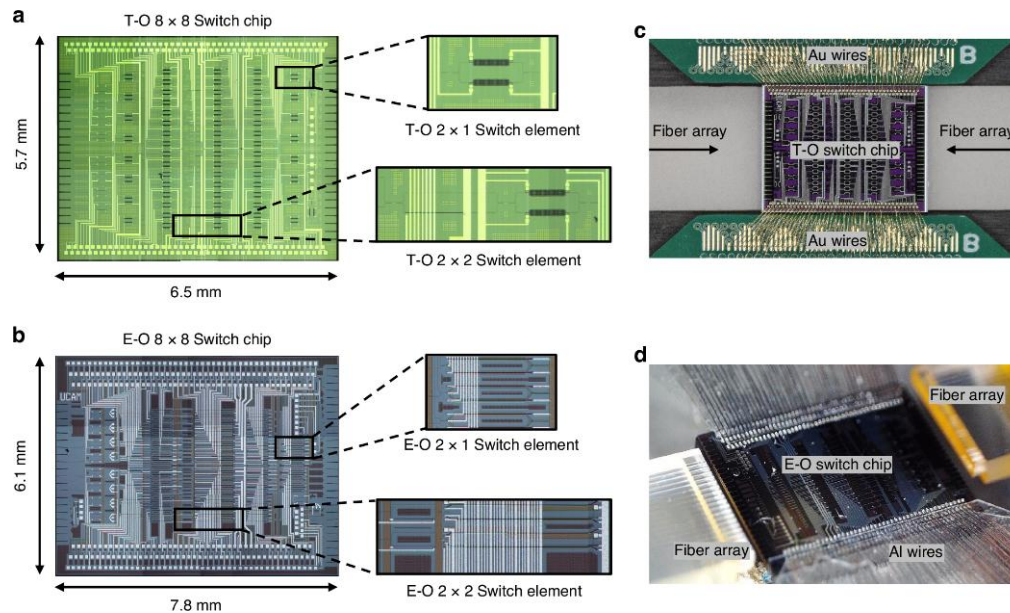 a
T-O 8 × 8 Switch chip
5.7 mm
6.5 mm
T-O 2 × 1 Switch element
T-O 2 × 2 Switch element
b
E-O 8 × 8 Switch chip
UCAM
6.1 mm
7.8 mm
E-O 2 × 1 Switch element
E-O 2 × 2 Switch element
c
Au wires
B
Fiber array
T-O switch chip
Fiber array
Au wires
B
d
Fiber array
E-O switch chip
Fiber array
Al wires